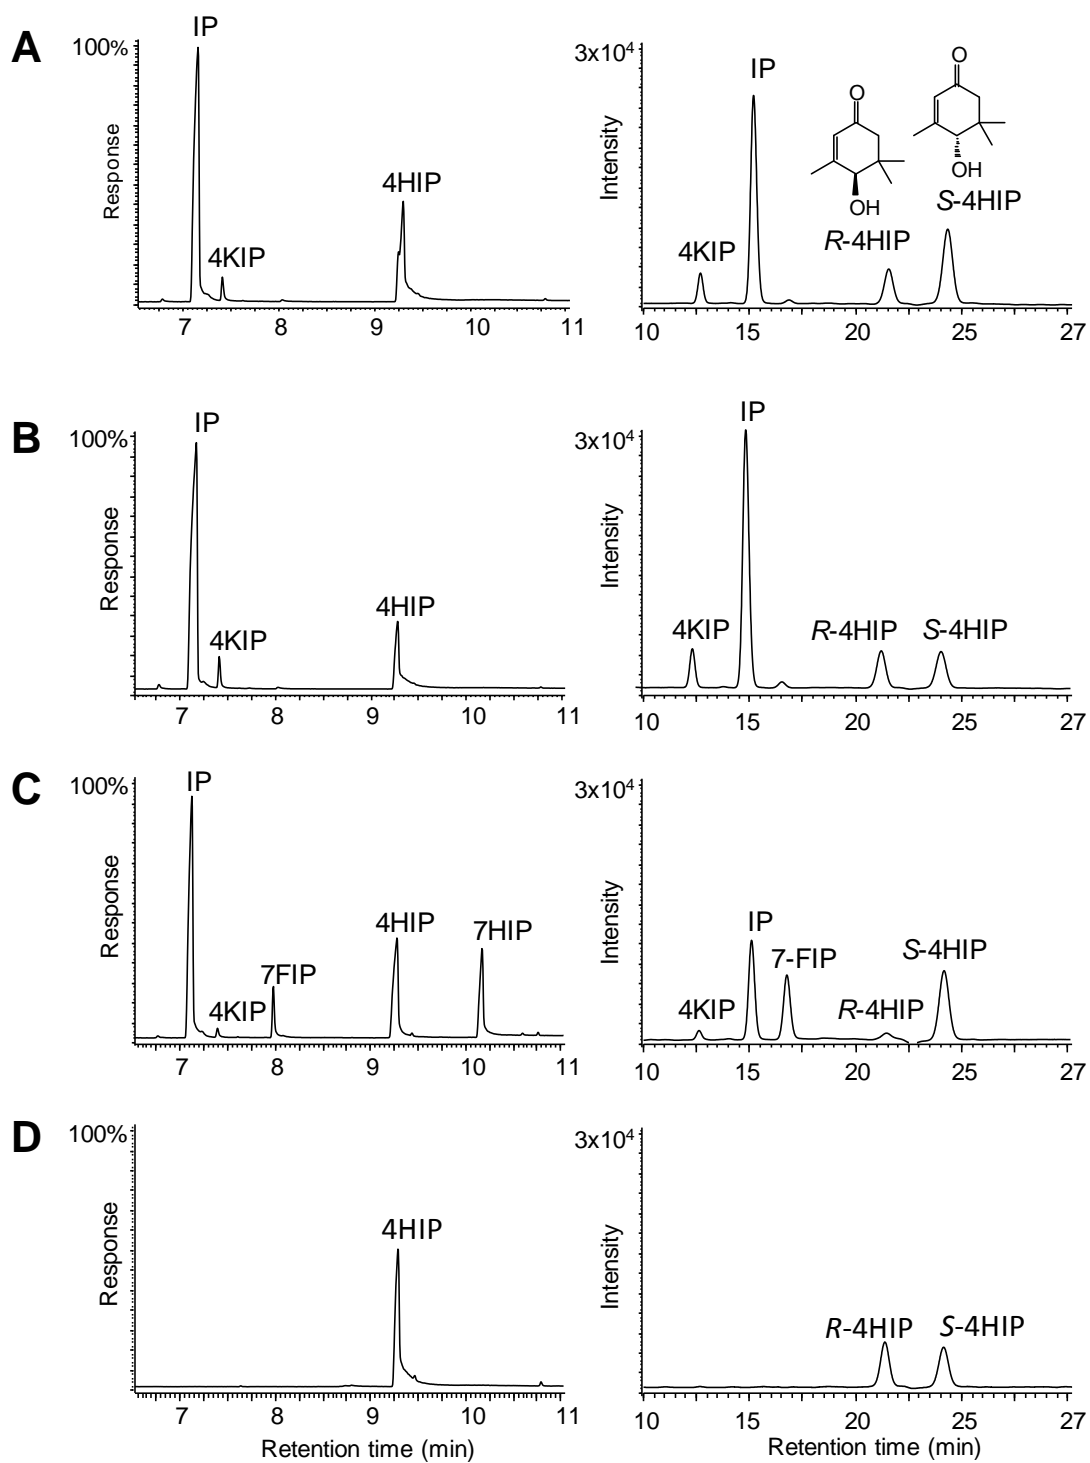 A
100%
Response
IP
4KIP
4HIP
7
8
9
10
11
3x10⁴
Intensity
IP
4KIP
O
OH
R-4HIP
O
OH
S-4HIP
10
15
20
25
27
B
100%
Response
IP
4KIP
4HIP
7
8
9
10
11
3x10⁴
Intensity
IP
4KIP
R-4HIP
S-4HIP
10
15
20
25
27
C
100%
Response
IP
4KIP
7FIP
4HIP
7HIP
7
8
9
10
11
3x10⁴
Intensity
IP
4KIP
7-FIP
R-4HIP
S-4HIP
10
15
20
25
27
D
100%
Response
4HIP
7
8
9
10
11
Retention time (min)
3x10⁴
Intensity
R-4HIP
S-4HIP
10
15
20
25
27
Retention time (min)